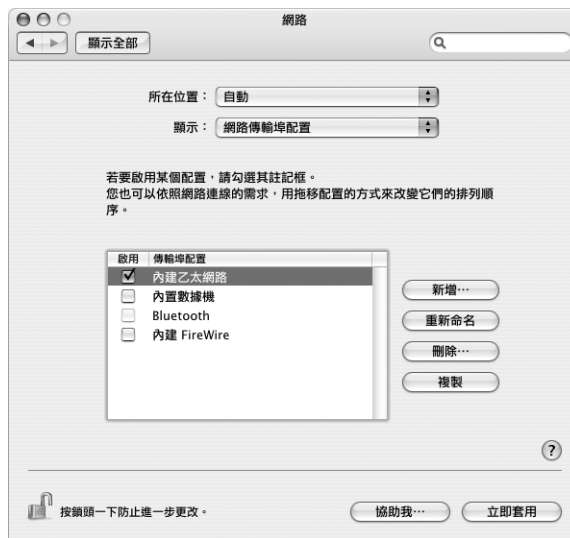 網路
顯示全部
所在位置： 自動
顯示： 網路傳輸埠配置
若要啟用某個配置，請勾選其註記框。
您也可以依照網路連線的需求，用拖移配置的方式來改變它們的排列順
序。
啟用 傳輸埠配置
內建乙太網路
內置數據機
Bluetooth
內建 FireWire
新增…
重新命名
刪除…
複製
?
按鎖頭一下防止進一步更改。
協助我…
立即套用